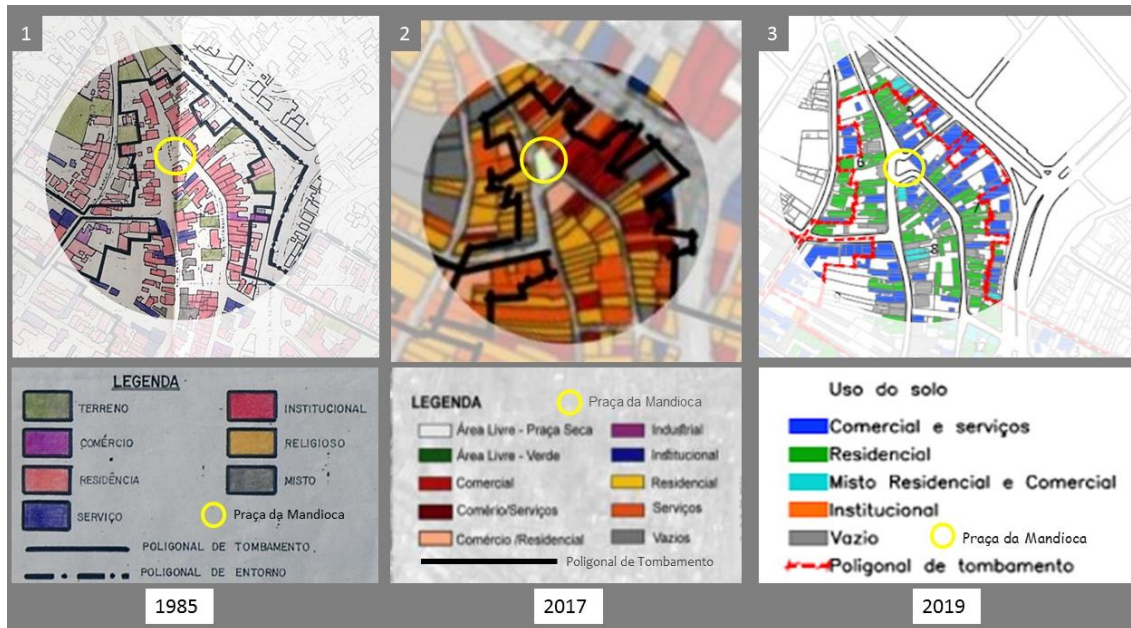 1
2
3
LEGENDA
TERRENO
COMÉRCIO
RESIDÊNCIA
SERVIÇO
INSTITUCIONAL
RELIGIOSO
MISTO
Praça da Mandioca
POLIGONAL DE TOMBAMENTO.
POLIGONAL DE ENTORNO
LEGENDA
Praça da Mandioca
Área Livre - Praça Seca
Área Livre - Verde
Comercial
Comério/Serviços
Comércio /Residencial
Industrial
Institucional
Residencial
Serviços
Vazios
Poligonal de Tombamento
Uso do solo
Comercial e serviços
Residencial
Misto Residencial e Comercial
Institucional
Vazio
Praça da Mandioca
Poligonal de tombamento
1985
2017
2019